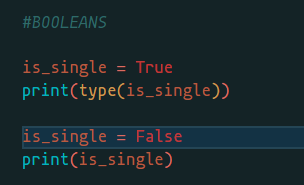 #BOOLEANS
is_single = True
print(type(is_single))
is_single = False
print(is_single)